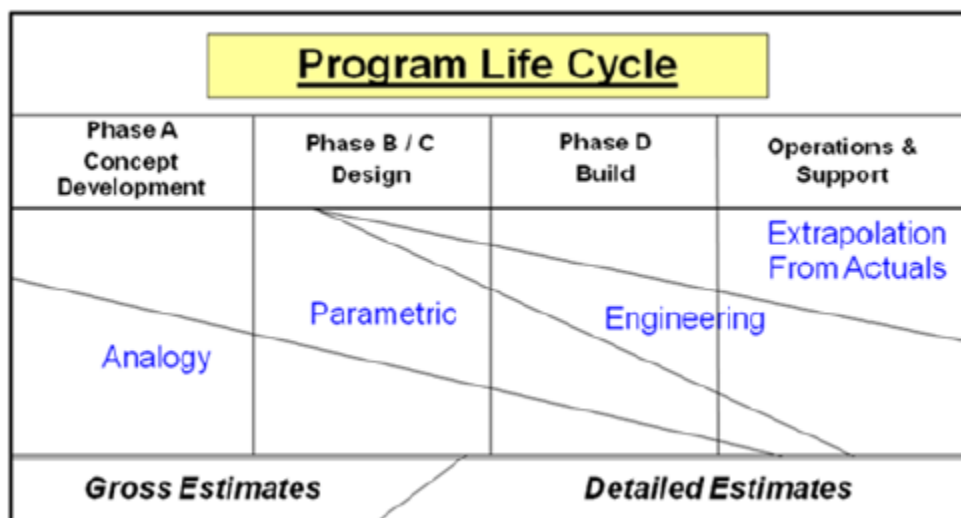 Program Life Cycle
Phase A
Concept
Development
Phase B / C
Design
Phase D
Build
Operations &
Support
Extrapolation
From Actuals
Parametric
Engineering
Analogy
Gross Estimates
Detailed Estimates